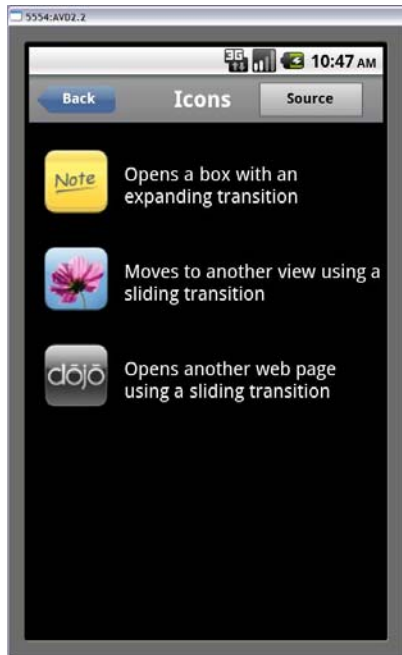 5554:AVD2.2
3G
10:47 AM
Back
Icons
Source
Note
Opens a box with an
expanding transition
Moves to another view using a
sliding transition
dōjō
Opens another web page
using a sliding transition